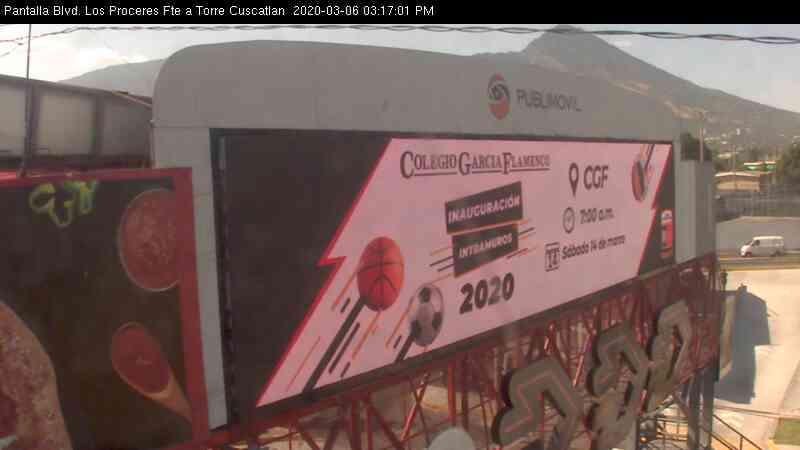 Pantalla Blvd. Los Proceres Fte a Torre Cuscatlan 2020-03-06 03:17:01 PM
PUBLIMOVIL
COLEGIO GARCIA FLAMENCO
INAUGURACIÓN
INTRAMUROS
2020
CGF
7:00 a.m.
14
Sábado 14 de marzo